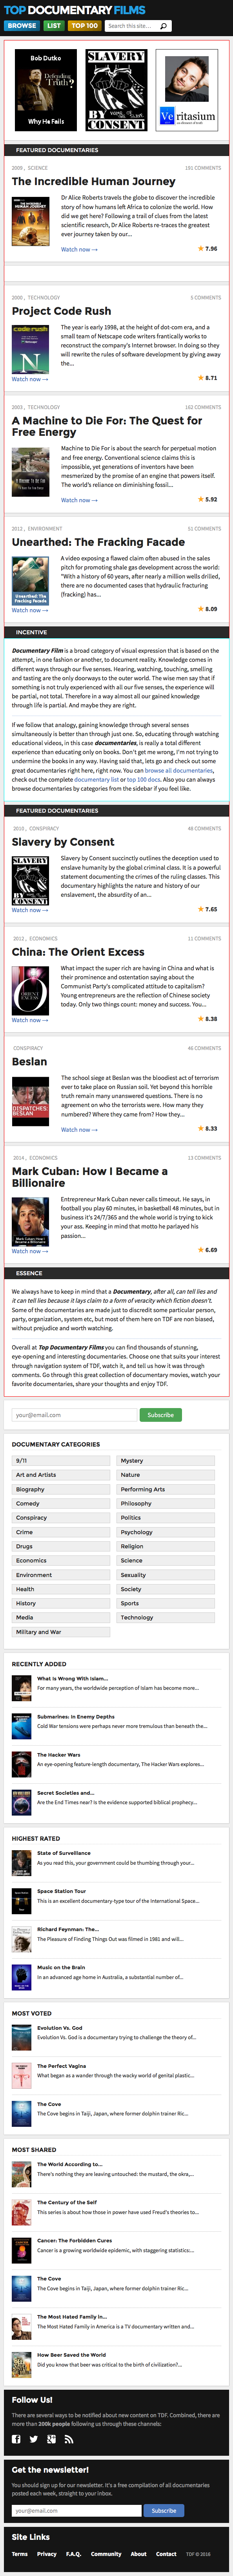 TOP DOCUMENTARY FILMS
BROWSE LIST TOP 100 Search this site...
Bob Dutko
Defending Truth?
Why He Fails
SLAVERY
BY
CONSENT
Veritasium
FEATURED DOCUMENTARIES
2009, SCIENCE 191 COMMENTS
The Incredible Human Journey
Dr Alice Roberts travels the globe to discover the incredible
story of how humans left Africa to colonise the world. How
did we get here? Following a trail of clues from the latest
scientific research, Dr Alice Roberts re-traces the greatest
ever journey taken by our...
Watch now → 7.96
2000, TECHNOLOGY 5 COMMENTS
Project Code Rush
The year is early 1998, at the height of dot-com era, and a
small team of Netscape code writers frantically works to
reconstruct the company's Internet browser. In doing so they
will rewrite the rules of software development by giving away
the...
Watch now → 8.71
2003, TECHNOLOGY 162 COMMENTS
A Machine to Die For: The Quest for
Free Energy
Machine to Die For is about the search for perpetual motion
and free energy. Conventional science claims this is
impossible, yet generations of inventors have been
mesmerized by the promise of an engine that powers itself.
The world's reliance on diminishing fossil...
Watch now → 5.92
2012, ENVIRONMENT 51 COMMENTS
Unearthed: The Fracking Facade
A video exposing a flawed claim often abused in the sales
pitch for promoting shale gas development across the world:
"With a history of 60 years, after nearly a million wells drilled,
there are no documented cases that hydraulic fracturing
(fracking) has...
Watch now → 8.09
INCENTIVE
Documentary Film is a broad category of visual expression that is based on the
attempt, in one fashion or another, to document reality. Knowledge comes in
different ways through our five senses. Hearing, watching, touching, smelling
and tasting are the only cognitions of the outer world. The wise men say that if
something is not truly experienced with all our five senses, the experience will
be partial, not total. Therefore in a way almost all our gained knowledge
through life is partial. And maybe they are right.
If we follow that analogy, gaining knowledge through several senses
simultaneously is better than through just one. So, educating through watching
educational videos, in this case documentaries, is really a total different
experience than educating only on books. Don't get me wrong, I'm not trying to
undermine the books in any way. Having said that, lets go and check out some
great documentaries right here, right now. You can browse all documentaries,
check out the complete documentary list or top 100 docs. Also you can always
browse documentaries by categories in the sidebar if you feel like.
FEATURED DOCUMENTARIES
2010, CONSPIRACY 48 COMMENTS
Slavery by Consent
Slavery by Consent succinctly outlines the deception used to
enslave humanity by the global criminal class. It is a powerful
statement documenting the crimes of the ruling classes. This
documentary highlights the nature and history of our
enslavement, the absurdity of an...
Watch now → 7.65
2012, ECONOMICS 11 COMMENTS
China: The Orient Excess
What impact the super rich are having in China and what is
their prominence and ostentation saying about the
Communist Party's complicated attitude to capitalism?
Young entrepreneurs are the reflection of Chinese society
today. Only two things count: money and success. You...
Watch now → 8.38
CONSPIRACY 46 COMMENTS
Beslan
The school siege at Beslan was the bloodiest act of terrorism
ever to take place on Russian soil. Yet beyond this horrible
truth remain many unanswered questions. There is no
agreement on who the terrorists were. How many they
numbered? Where they came from? How they...
Watch now → 8.33
2014, ECONOMICS 13 COMMENTS
Mark Cuban: How I Became a
Billionaire
Entrepreneur Mark Cuban never calls timeout. He says, in
football you play 60 minutes, in basketball 48 minutes, but in
business it's 24/7/365 and the whole world is trying to kick
your ass. Keeping in mind that motto he parlayed his
passion...
Watch now → 6.69
ESSENCE
We always have to keep in mind that a Documentary, after all, can tell lies and
it can tell lies because it lays claim to a form of veracity which fiction doesn't.
Some of the documentaries are made just to discredit some particular person,
party, organization, system etc, but most of them here on TDF are non biased,
without prejudice and worth watching.
Overall at Top Documentary Films you can find thousands of stunning,
eye opening and interesting documentaries. Choose one that suits your interest
through navigation system of TDF, watch it, and tell us how it was through
comments. Go through this great collection of documentary movies, watch your
favorite documentaries, share your thoughts and enjoy TDF.
your@email.com Subscribe
DOCUMENTARY CATEGORIES
9/11 Mystery
Art and Artists Nature
Biography Performing Arts
Comedy Philosophy
Conspiracy Politics
Crime Psychology
Drugs Religion
Economics Science
Environment Sexuality
Health Society
History Sports
Media Technology
Military and War
RECENTLY ADDED
What Is Wrong With Islam...
For many years, the worldwide perception of Islam has become more...
Submarines: In Enemy Depths
Cold War tensions were perhaps never more tremulous than beneath the...
The Hacker Wars
An eye-opening feature-length documentary, The Hacker Wars explores...
Secret Societies and...
Are the End Times near? Is the evidence supported biblical prophecy...
HIGHEST RATED
State of Surveillance
As you read this, your government could be thumbing through your...
Space Station Tour
This is an excellent documentary-type tour of the International Space...
Richard Feynman: The...
The Pleasure of Finding Things Out was filmed in 1981 and will...
Music on the Brain
In an advanced age home in Australia, a substantial number of...
MOST VOTED
Evolution Vs. God
Evolution Vs. God is a documentary trying to challenge the theory of...
The Perfect Vagina
What began as a wander through the wacky world of genital plastic...
The Cove
The Cove begins in Taiji, Japan, where former dolphin trainer Ric...
MOST SHARED
The World According to...
There's nothing they are leaving untouched: the mustard, the okra,...
The Century of the Self
This series is about how those in power have used Freud's theories to...
Cancer: The Forbidden Cures
Cancer is a growing worldwide epidemic, with staggering statistics:...
The Cove
The Cove begins in Taiji, Japan, where former dolphin trainer Ric...
The Most Hated Family In...
The Most Hated Family in America is a TV documentary written and...
How Beer Saved the World
Did you know that beer was critical to the birth of civilization?...
Follow Us!
There are several ways to be notified about new content on TDF. Combined, there are
more than 200k people following us through these channels:
Get the newsletter!
You should sign up for our newsletter. It's a free compilation of all documentaries
posted each week, straight to your inbox.
your@email.com Subscribe
Site Links
Terms Privacy F.A.Q. Community About Contact TDF © 2016